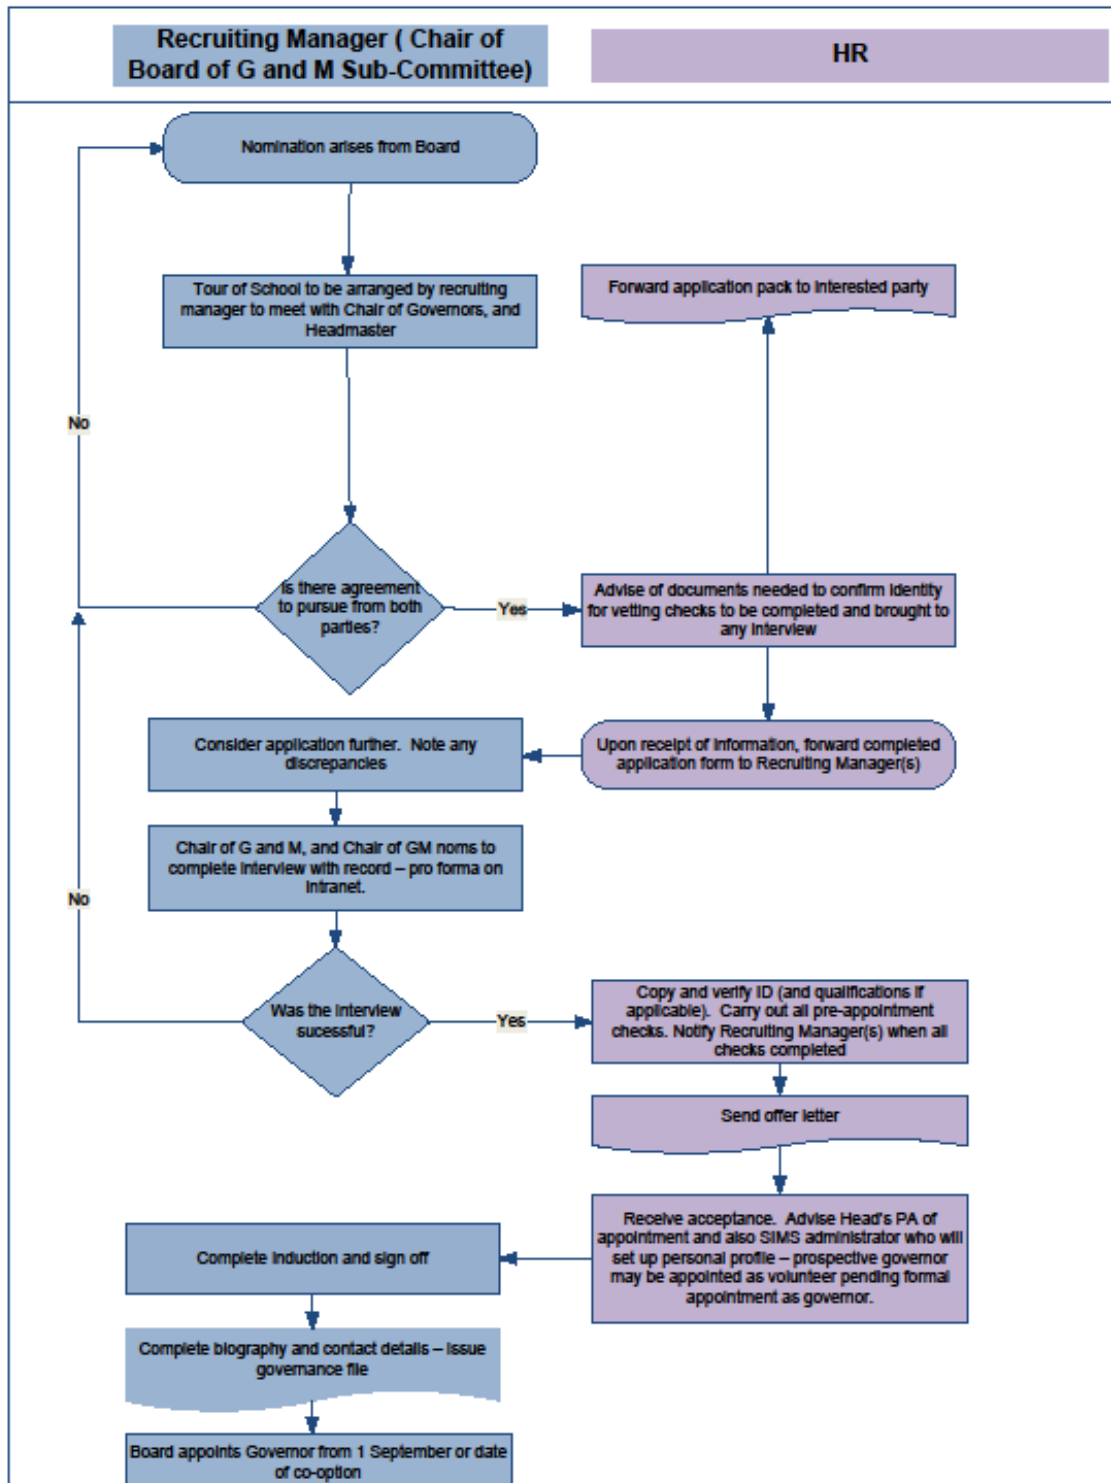 Recruiting Manager ( Chair of
Board of G and M Sub-Committee)
HR
Nomination arises from Board
Tour of School to be arranged by recruiting
manager to meet with Chair of Governors, and
Headmaster
Forward application pack to interested party
No
Is there agreement
to pursue from both
parties?
Yes
Advise of documents needed to confirm identity
for vetting checks to be completed and brought to
any interview
Consider application further.  Note any
discrepancies
Upon receipt of information, forward completed
application form to Recruiting Manager(s)
Chair of G and M, and Chair of GM noms to
complete interview with record – pro forma on
intranet.
No
Was the interview
sucessful?
Yes
Copy and verify ID (and qualifications if
applicable).  Carry out all pre-appointment
checks. Notify Recruiting Manager(s) when all
checks completed
Send offer letter
Receive acceptance.  Advise Head's PA of
appointment and also SIMS administrator who will
set up personal profile – prospective governor
may be appointed as volunteer pending formal
appointment as governor.
Complete induction and sign off
Complete biography and contact details – issue
governance file
Board appoints Governor from 1 September or date
of co-option